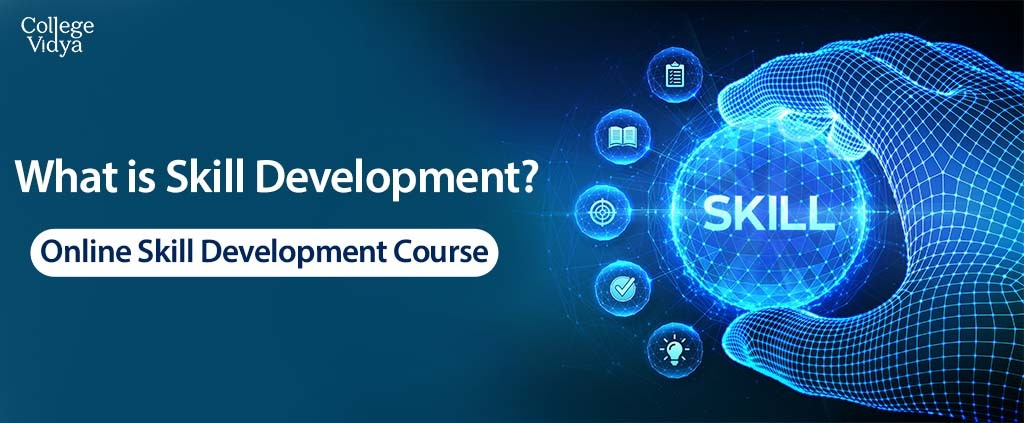 College
Vidya
What is Skill Development?
Online Skill Development Course
SKILL